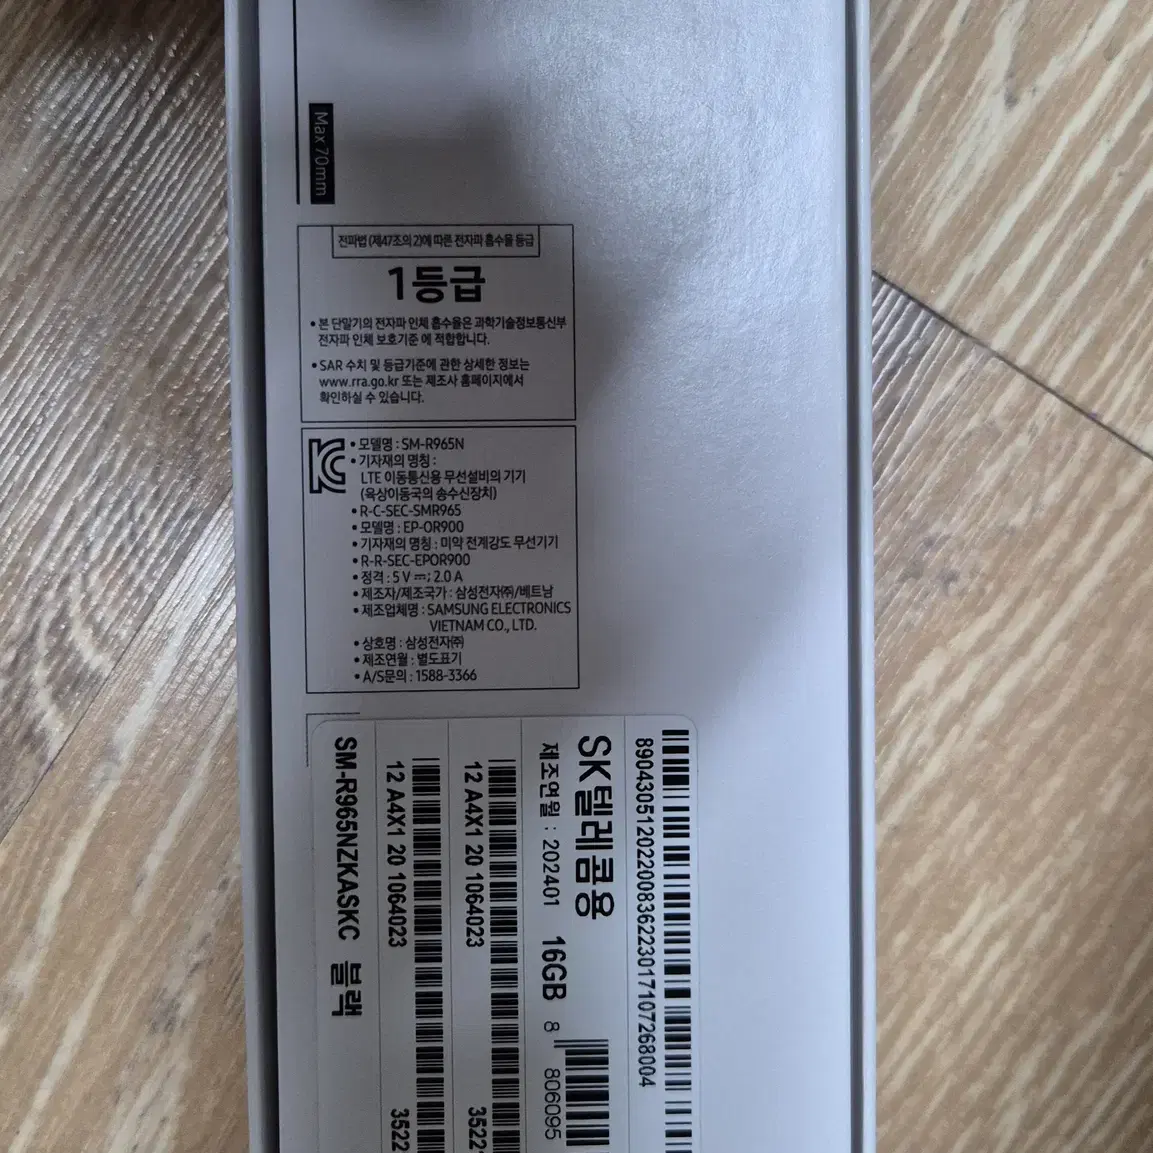 Max 70mm
전파법 (제47조의 2)에 따른 전자파 흡수율 등급
1등급
• 본 단말기의 전자파 인체 흡수율은 과학기술정보통신부
전자파 인체 보호기준 에 적합합니다.
• SAR 수치 및 등급기준에 관한 상세한 정보는
www.rra.go.kr 또는 제조사 홈페이지에서
확인하실 수 있습니다.
• 모델명 : SM-R965N
• 기자재의 명칭 :
LTE 이동통신용 무선설비의 기기
(육상이동국의 송수신장치)
• R-C-SEC-SMR965
• 모델명 : EP-OR900
• 기자재의 명칭 : 미약 전계강도 무선기기
• R-R-SEC-EPOR900
• 정격 : 5 V ⎓; 2.0 A
• 제조자/제조국가 : 삼성전자㈜/베트남
• 제조업체명 : SAMSUNG ELECTRONICS
VIETNAM CO., LTD.
• 상호명 : 삼성전자㈜
• 제조연월 : 별도표기
• A/S문의 : 1588-3366
89043051202200836223017107268004
SK텔레콤용
제조연월 : 202401 16GB 8 806095
12 A4X1 20 1064023 3522
12 A4X1 20 1064023 3522
SM-R965NZKASKC 블랙